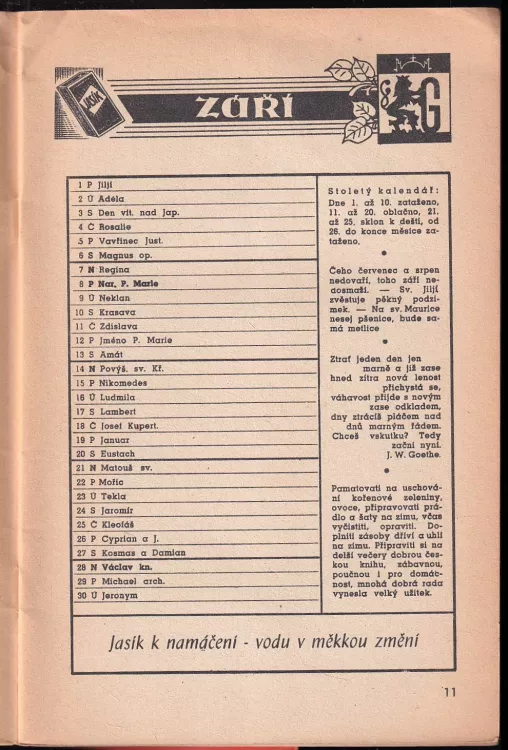 JASÍK
ZÁŘÍ
G
1 P Jiljí
2 Ú Adéla
3 S Den vít. nad Jap.
4 Č Rosalie
5 P Vavřinec Just.
6 S Magnus op.
7 N Regina
8 P Nar. P. Marie
9 Ú Neklan
10 S Krasava
11 Č Zdislava
12 P Jméno P. Marie
13 S Amát
14 N Povýš. sv. Kř.
15 P Nikomedes
16 Ú Ludmila
17 S Lambert
18 Č Josef Kupert.
19 P Januar
20 S Eustach
21 N Matouš sv.
22 P Mořic
23 Ú Tekla
24 S Jaromír
25 Č Kleofáš
26 P Cyprian a J.
27 S Kosmas a Damian
28 N Václav kn.
29 P Michael arch.
30 Ú Jeronym
Stoletý kalendář:
Dne 1. až 10. zataženo,
11. až 20. oblačno, 21.
až 25. sklon k dešti, od
26. do konce měsíce za-
taženo.
Čeho červenec a srpen
nedovaří, toho září ne-
dosmaží. — Sv. Jiljí
zvěstuje pěkný podzi-
mek. — Na sv. Maurice
nesej pšenice, bude sa-
má metlice
Ztrať jeden den jen
marně a již zase
hned zítra nová lenost
přichystá se,
váhavost přijde s novým
zase odkladem,
dny ztrácíš pláčem nad
dnů marným řádem.
Chceš vskutku? Tedy
začni nyní.
J. W. Goethe.
Pamatovati na uschová-
ní kořenové zeleniny,
ovoce, připravovati prá-
dlo a šaty na zimu, včas
vyčistiti, opraviti. Do-
plniti zásoby dříví a uhlí
na zimu. Připraviti si na
delší večery dobrou čes-
kou knihu, zábavnou,
poučnou i pro domác-
nost, mnohá dobrá rada
vynesla velký užitek.
Jasík k namáčení - vodu v měkkou změní
11